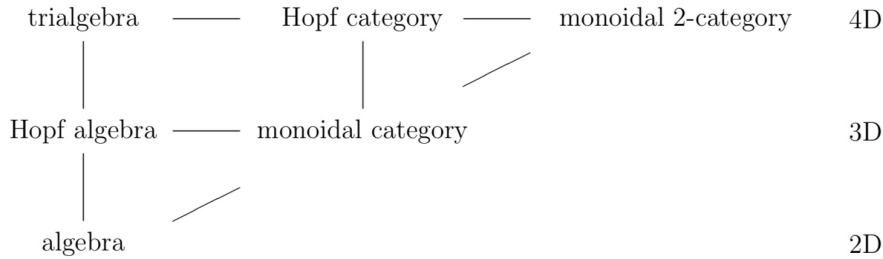 trialgebra Hopf category monoidal 2-category 4D
Hopf algebra monoidal category 3D
algebra 2D